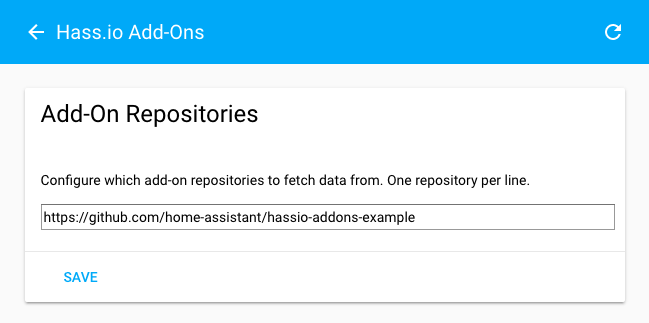 Hass.io Add-Ons
Add-On Repositories
Configure which add-on repositories to fetch data from. One repository per line.
https://github.com/home-assistant/hassio-addons-example
SAVE